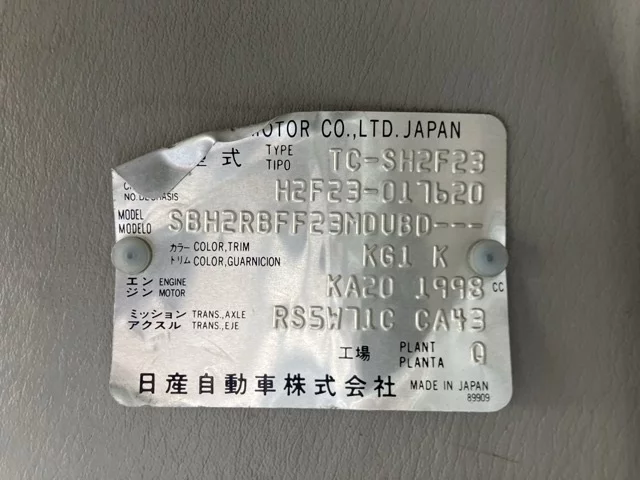 MOTOR CO.,LTD. JAPAN
式 TYPE TIPO TC-SH2F23
NO. DE CHASIS H2F23-017620
MODEL MODELO SBH2RBFF23MDU8D---
カラー COLOR,TRIM トリム COLOR,GUARNICION KG1 K
エンジン ENGINE MOTOR KA20 1998 CC
ミッション TRANS.,AXLE アクスル TRANS.,EJE RS5W71C CA43
工場 PLANT PLANTA Q
日産自動車株式会社 MADE IN JAPAN
89909